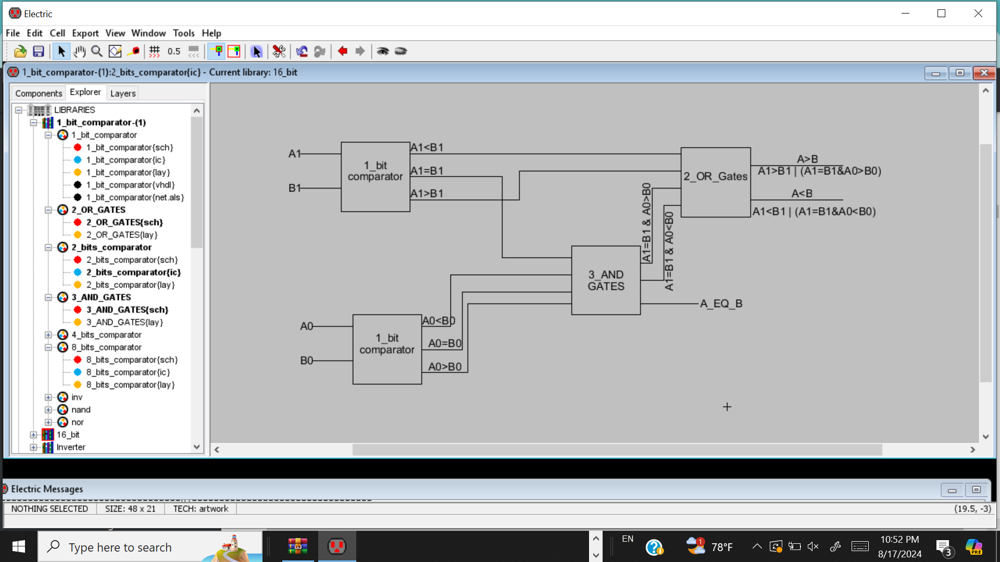 Electric
File Edit Cell Export View Window Tools Help
0.5
1_bit_comparator-(1):2_bits_comparator{ic} - Current library: 16_bit
Components Explorer Layers
LIBRARIES
1_bit_comparator-(1)
1_bit_comparator
1_bit_comparator{sch}
1_bit_comparator{ic}
1_bit_comparator{lay}
1_bit_comparator{vhdl}
1_bit_comparator{net.als}
2_OR_GATES
2_OR_GATES{sch}
2_OR_GATES{lay}
2_bits_comparator
2_bits_comparator{sch}
2_bits_comparator{ic}
2_bits_comparator{lay}
3_AND_GATES
3_AND_GATES{sch}
3_AND_GATES{lay}
4_bits_comparator
8_bits_comparator
8_bits_comparator{sch}
8_bits_comparator{ic}
8_bits_comparator{lay}
inv
nand
nor
16_bit
Inverter
A1
B1
1_bit
comparator
A1<B1
A1=B1
A1>B1
2_OR_Gates
A>B
A1>B1 | (A1=B1&A0>B0)
A<B
A1<B1 | (A1=B1&A0<B0)
A1=B1 & A0>B0
A1=B1 & A0<B0
3_AND
GATES
A_EQ_B
A0
B0
1_bit
comparator
A0<B0
A0=B0
A0>B0
Electric Messages
NOTHING SELECTED SIZE: 48 x 21 TECH: artwork (19.5, -3)
Type here to search
EN
1
78°F
10:52 PM
8/17/2024
3
PRE